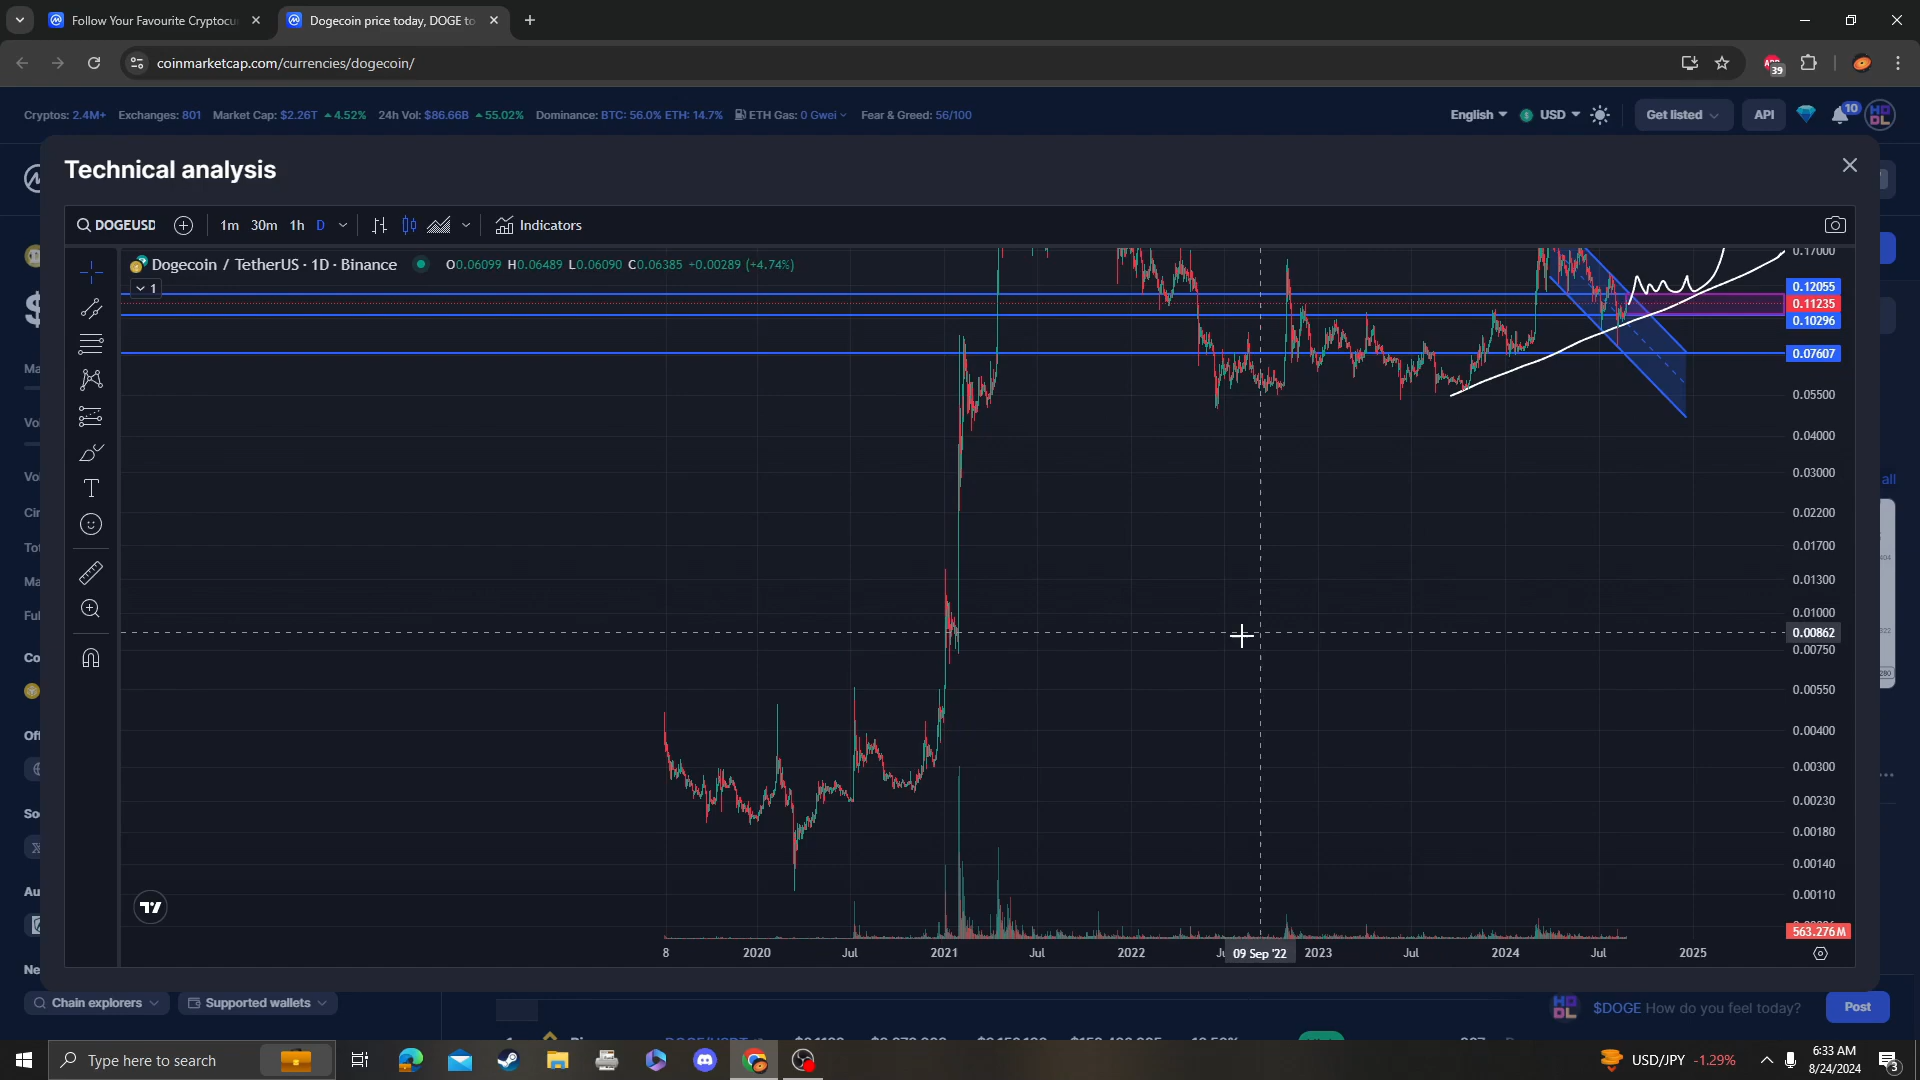 Follow Your Favourite Cryptocu
Dogecoin price today, DOGE to
coinmarketcap.com/currencies/dogecoin/
39
Cryptos: 2.4M+ Exchanges: 801 Market Cap: $2.26T 4.52% 24h Vol: $86.66B 55.02% Dominance: BTC: 56.0% ETH: 14.7% ETH Gas: 0 Gwei Fear & Greed: 56/100
English USD Get listed API 10
HODL
Technical analysis
DOGEUSD 1m 30m 1h D Indicators
Dogecoin / TetherUS · 1D · Binance O0.06099 H0.06489 L0.06090 C0.06385 +0.00289 (+4.74%)
1
0.17000
0.12055
0.11235
0.10296
0.07607
0.05500
0.04000
0.03000
0.02200
0.01700
0.01300
0.01000
0.00862
0.00750
0.00550
0.00400
0.00300
0.00230
0.00180
0.00140
0.00110
563.276M
8 2020 Jul 2021 Jul 2022 09 Sep '22 2023 Jul 2024 Jul 2025
Chain explorers Supported wallets
HODL $DOGE How do you feel today? Post
Type here to search
USD/JPY -1.29%
6:33 AM
8/24/2024
3